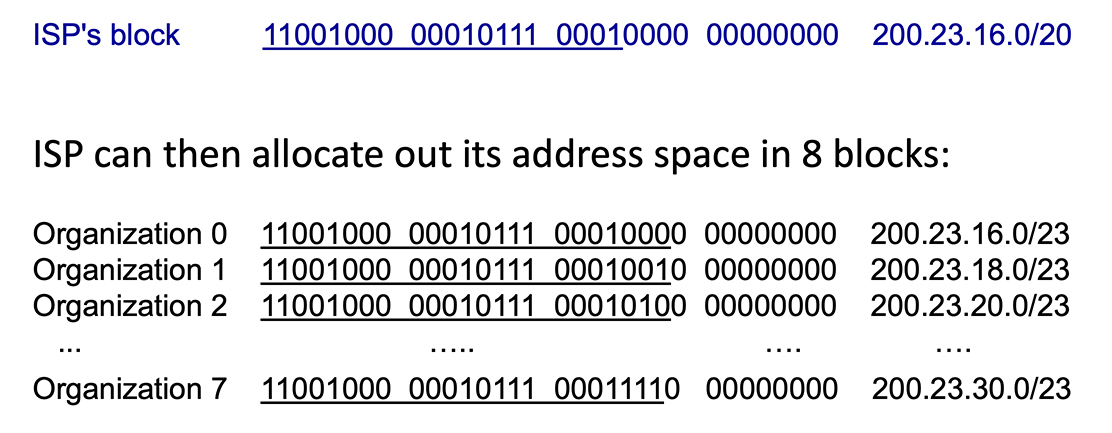 ISP's block 11001000 00010111 00010000 00000000 200.23.16.0/20
ISP can then allocate out its address space in 8 blocks:
Organization 0 11001000 00010111 00010000 00000000 200.23.16.0/23
Organization 1 11001000 00010111 00010010 00000000 200.23.18.0/23
Organization 2 11001000 00010111 00010100 00000000 200.23.20.0/23
... ..... .... ....
Organization 7 11001000 00010111 00011110 00000000 200.23.30.0/23